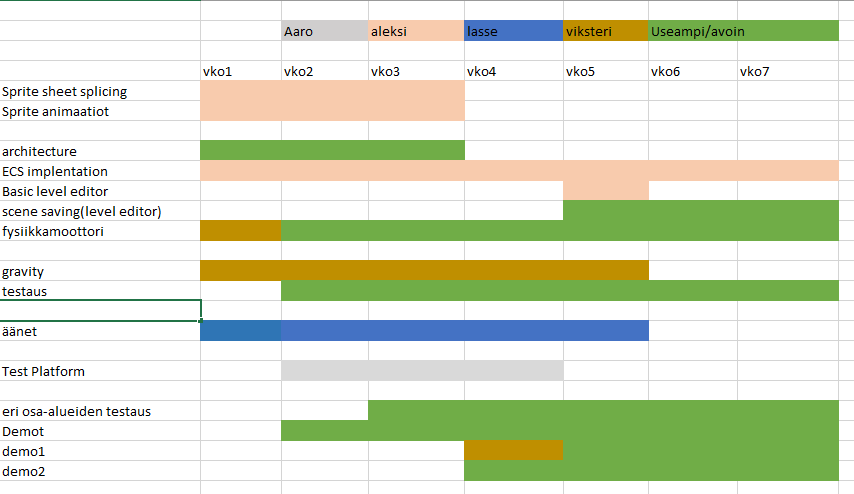 Aaro aleksi lasse viksteri Useampi/avoin
vko1 vko2 vko3 vko4 vko5 vko6 vko7
Sprite sheet splicing
Sprite animaatiot
architecture
ECS implentation
Basic level editor
scene saving(level editor)
fysiikkamoottori
gravity
testaus
äänet
Test Platform
eri osa-alueiden testaus
Demot
demo1
demo2